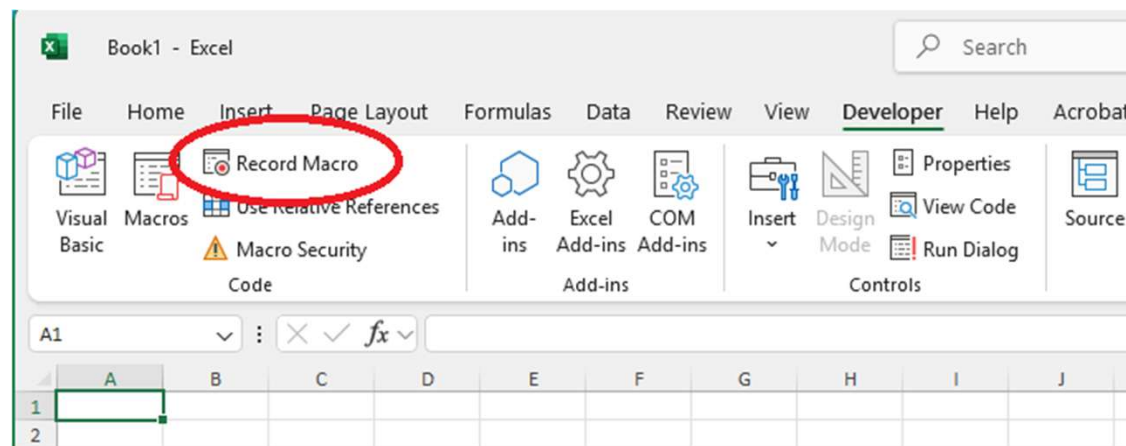 Book1 - Excel
Search
File Home Insert Page Layout Formulas Data Review View Developer Help Acrobat
Record Macro
Use Relative References
Macro Security
Visual Basic
Macros
Code
Add-ins
Excel Add-ins
COM Add-ins
Add-ins
Insert
Design Mode
Properties
View Code
Run Dialog
Controls
Source
A1
fx
A B C D E F G H I J
1
2